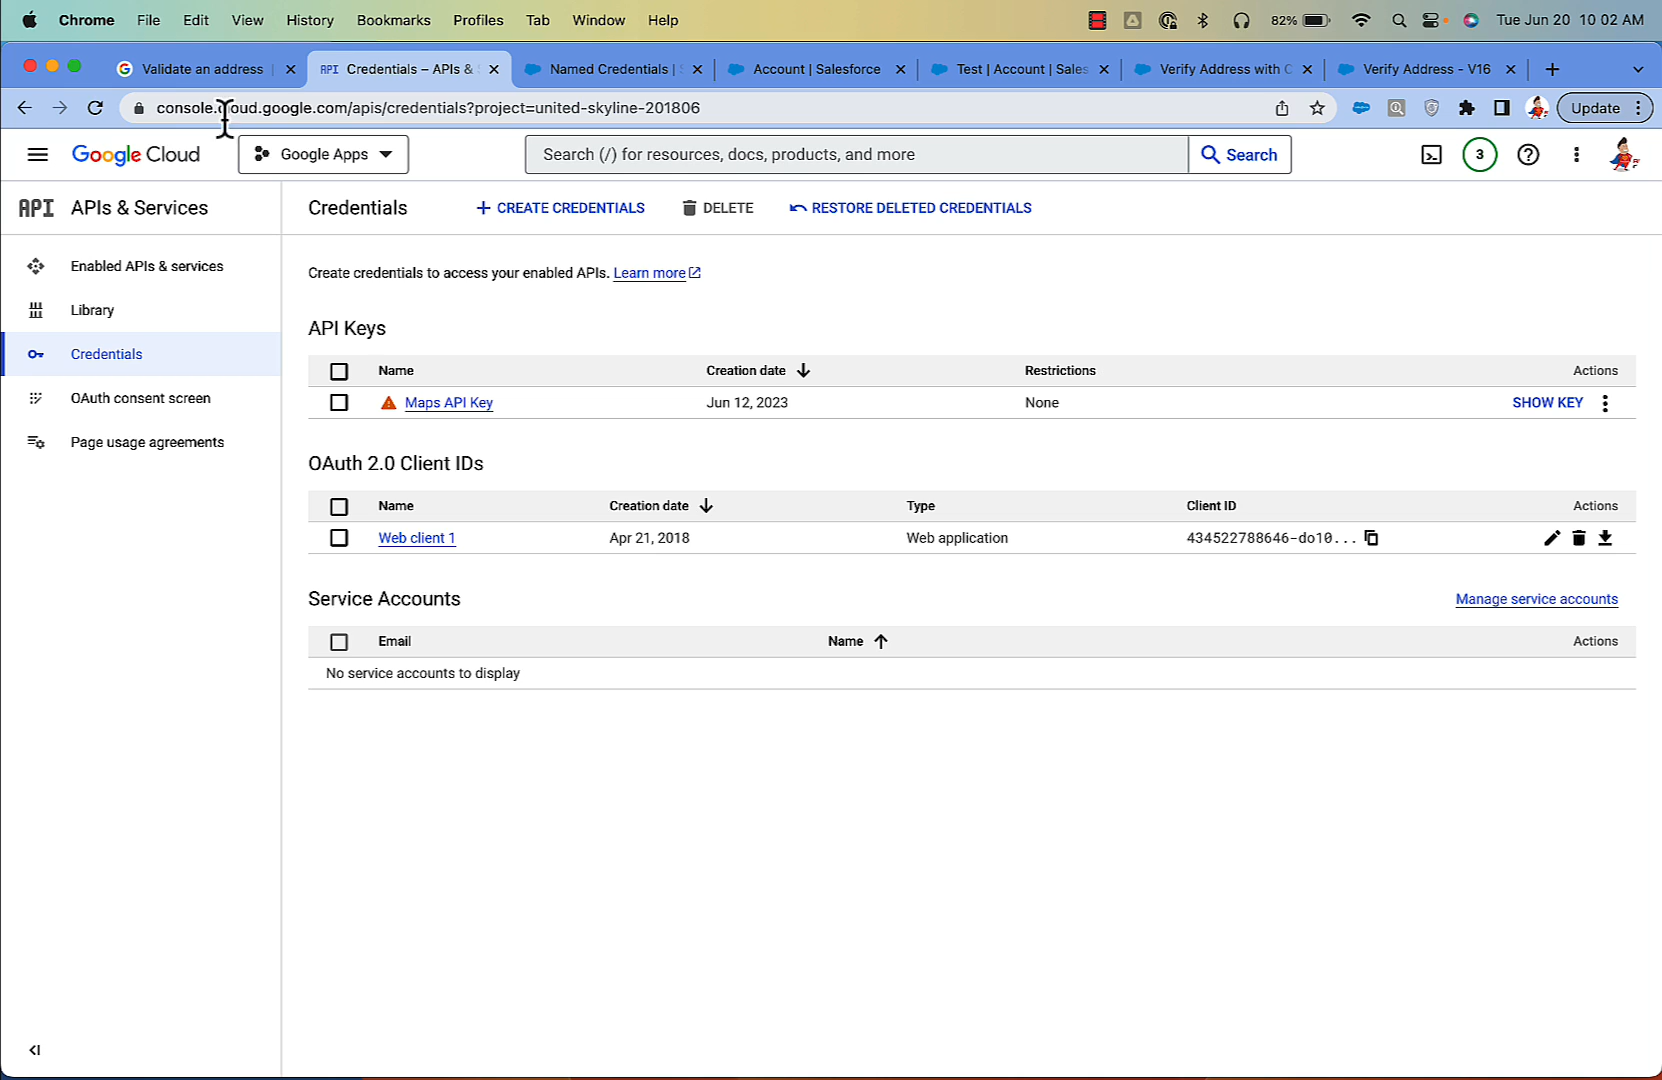 Chrome File Edit View History Bookmarks Profiles Tab Window Help 82% Tue Jun 20 10:02 AM
Validate an address Credentials – APIs & Named Credentials | Account | Salesforce Test | Account | Sales Verify Address with Verify Address - V16
console.cloud.google.com/apis/credentials?project=united-skyline-201806 Update
Google Cloud Google Apps Search (/) for resources, docs, products, and more Search 3
API APIs & Services Credentials CREATE CREDENTIALS DELETE RESTORE DELETED CREDENTIALS
Enabled APIs & services
Library
Credentials
OAuth consent screen
Page usage agreements
Create credentials to access your enabled APIs. Learn more
API Keys
Name Creation date Restrictions Actions
Maps API Key Jun 12, 2023 None SHOW KEY
OAuth 2.0 Client IDs
Name Creation date Type Client ID Actions
Web client 1 Apr 21, 2018 Web application 434522788646-do10...
Service Accounts Manage service accounts
Email Name Actions
No service accounts to display